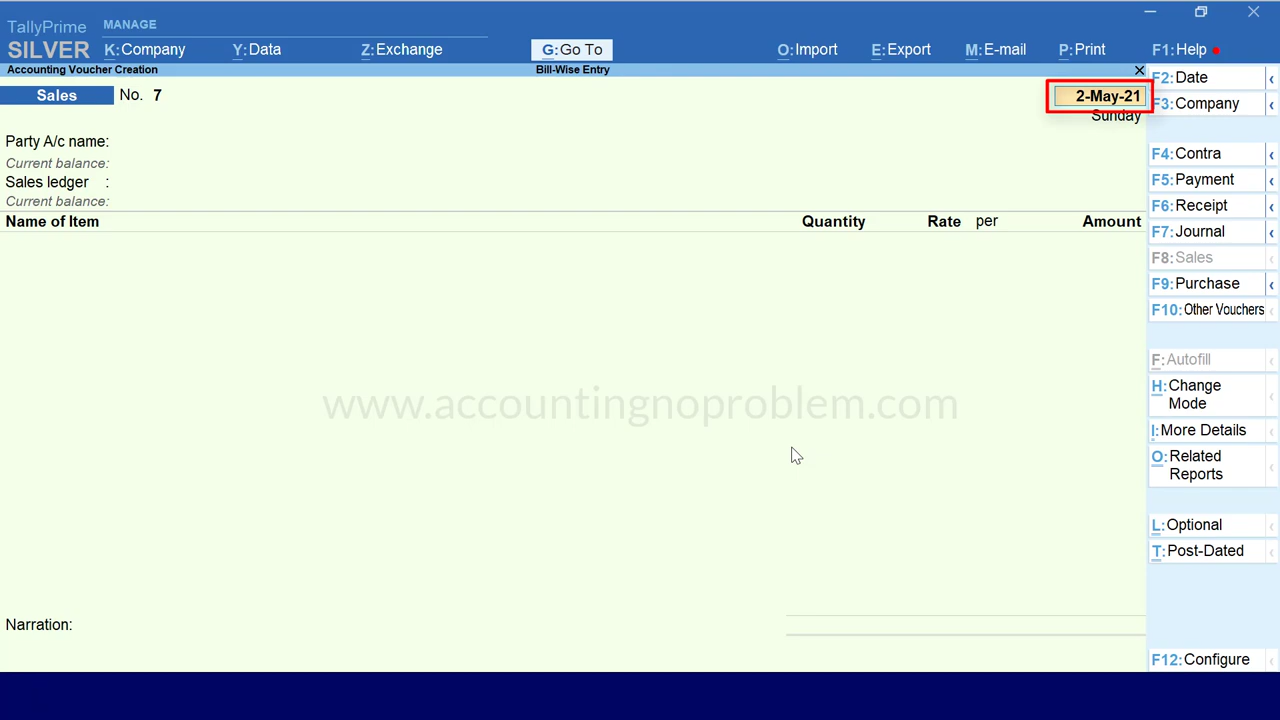 TallyPrime MANAGE
SILVER K:Company Y:Data Z:Exchange G:Go To O:Import E:Export M:E-mail P:Print F1:Help
Accounting Voucher Creation Bill-Wise Entry
Sales No. 7 2-May-21
Sunday
Party A/c name:
Current balance:
Sales ledger :
Current balance:
Name of Item Quantity Rate per Amount
www.accountingnoproblem.com
Narration:
F2:Date
F3:Company
F4:Contra
F5:Payment
F6:Receipt
F7:Journal
F8:Sales
F9:Purchase
F10:Other Vouchers
F:Autofill
H:Change
Mode
I:More Details
O:Related
Reports
L:Optional
T:Post-Dated
F12:Configure